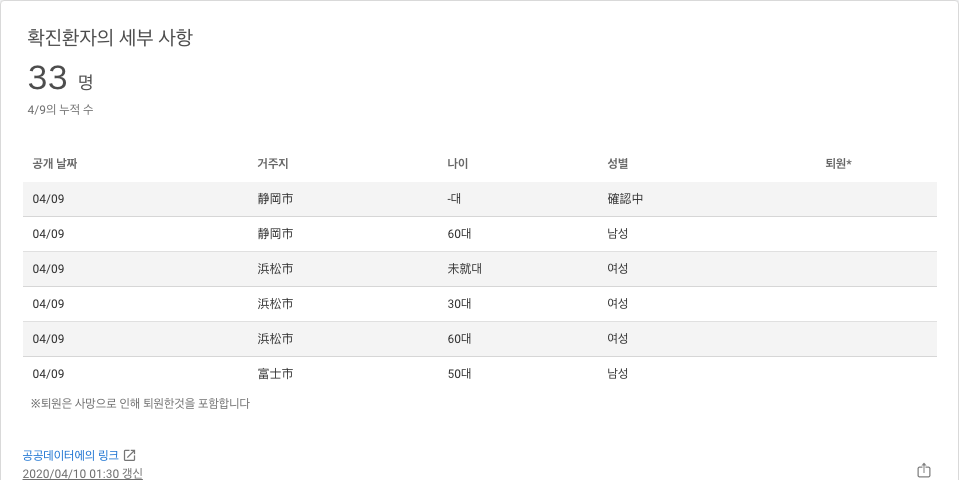 확진환자의 세부 사항
33 명
4/9의 누적 수
공개 날짜 거주지 나이 성별 퇴원*
04/09 静岡市 -대 確認中
04/09 静岡市 60대 남성
04/09 浜松市 未就대 여성
04/09 浜松市 30대 여성
04/09 浜松市 60대 여성
04/09 富士市 50대 남성
※퇴원은 사망으로 인해 퇴원한것을 포함합니다
공공데이터에의 링크
2020/04/10 01:30 갱신